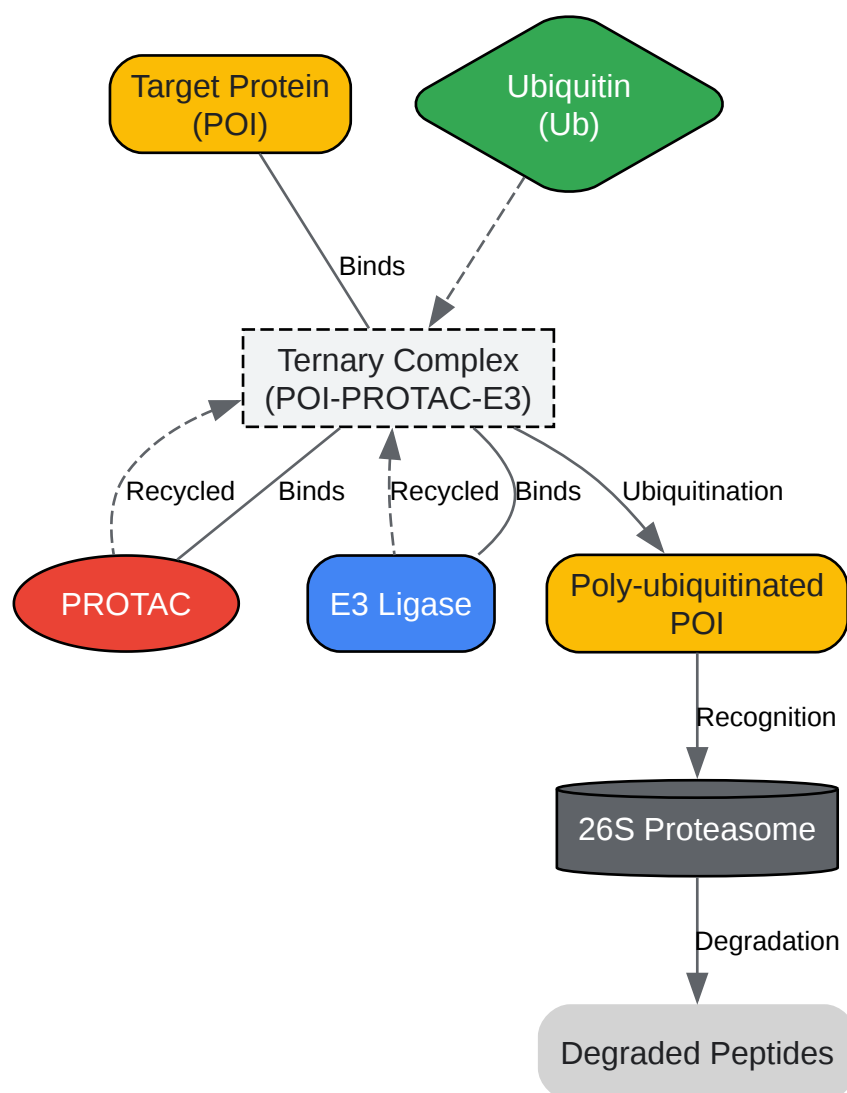 Target Protein
(POI)
Ubiquitin
(Ub)
Binds
Ternary Complex
(POI-PROTAC-E3)
Recycled
Binds
Recycled
Binds
Ubiquitination
PROTAC
E3 Ligase
Poly-ubiquitinated
POI
Recognition
26S Proteasome
Degradation
Degraded Peptides